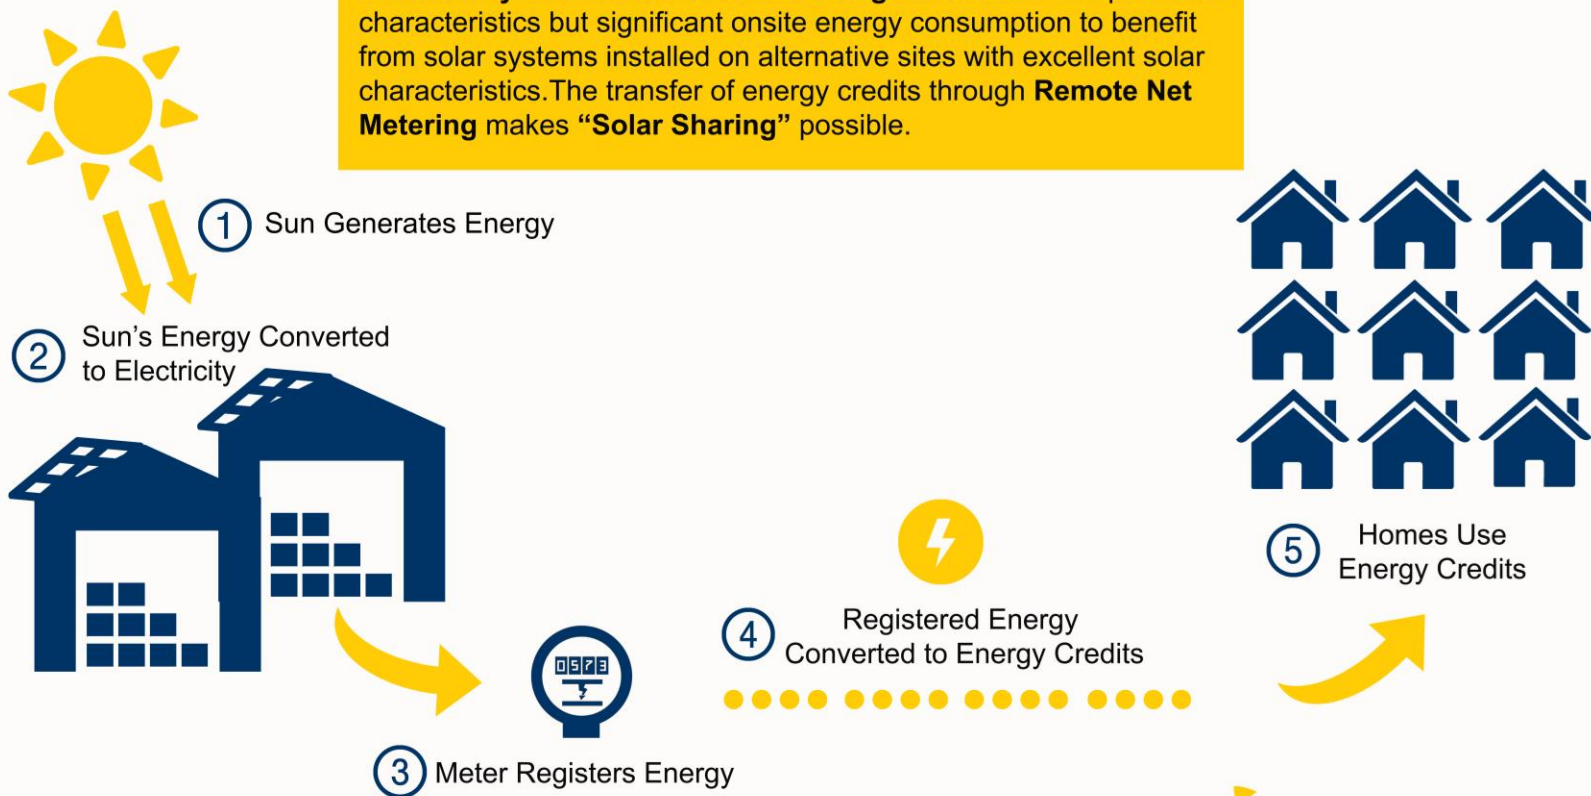 characteristics but significant onsite energy consumption to benefit
from solar systems installed on alternative sites with excellent solar
characteristics.The transfer of energy credits through Remote Net
Metering makes “Solar Sharing” possible.
1 Sun Generates Energy
2 Sun’s Energy Converted
to Electricity
0573
3 Meter Registers Energy
4 Registered Energy
Converted to Energy Credits
5 Homes Use
Energy Credits